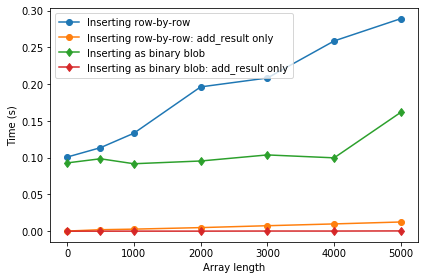 Inserting row-by-row
Inserting row-by-row: add_result only
Inserting as binary blob
Inserting as binary blob: add_result only
0.30
0.25
0.20
0.15
0.10
0.05
0.00
Time (s)
0 1000 2000 3000 4000 5000
Array length